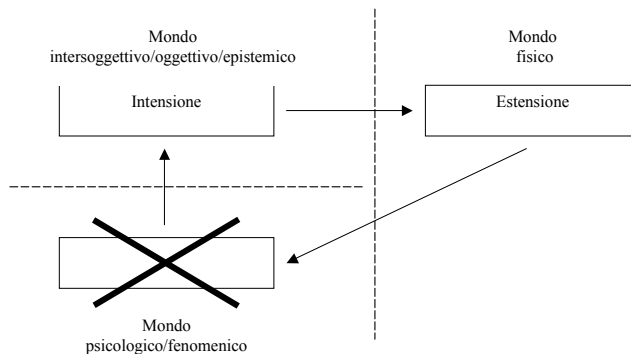 Mondo
intersoggettivo/oggettivo/epistemico
Intensione
Mondo
fisico
Estensione
Mondo
psicologico/fenomenico